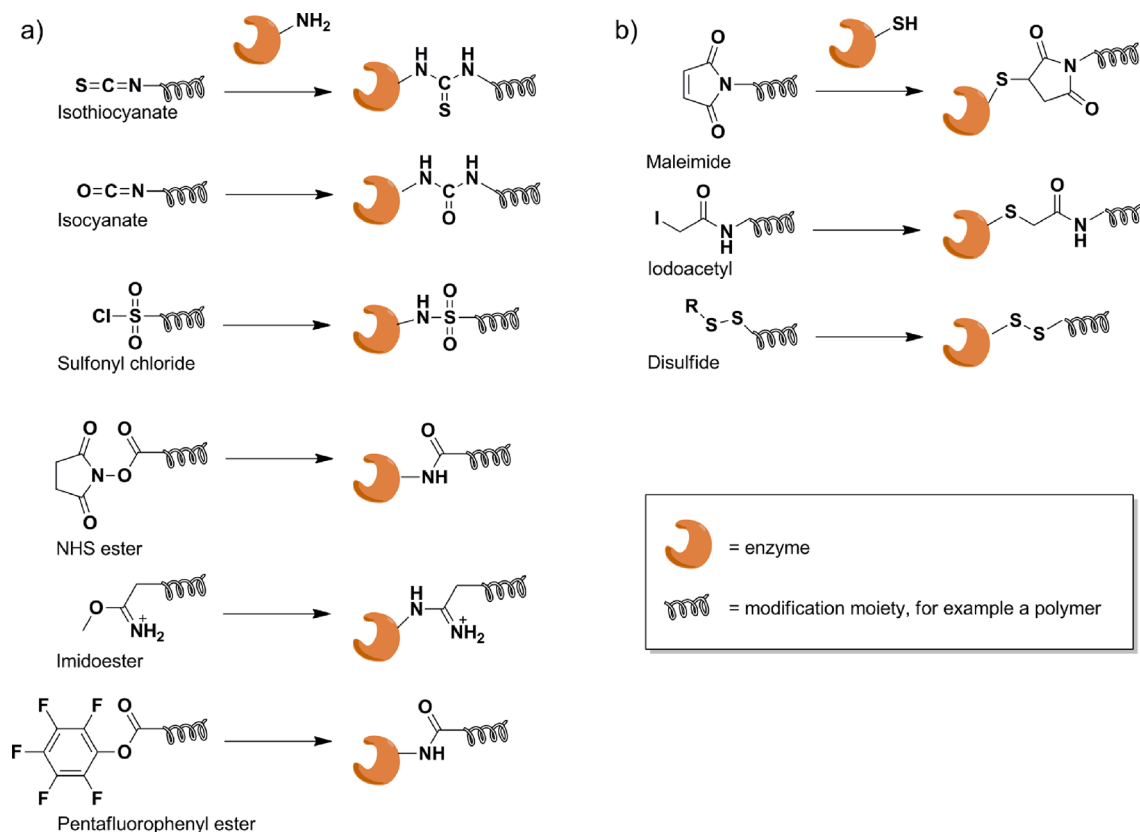 a)
NH2
S=C=N
H H
N N
C
S
Isothiocyanate
O=C=N
H H
N N
C
O
Isocyanate
O
Cl S
O
H O
N S
O
Sulfonyl chloride
O O
N O
O
O
NH
NHS ester
O
NH2
+
H
N
NH2
+
Imidoester
F F O
F O
F F
O
NH
Pentafluorophenyl ester
b)
SH
O
N
O
O
S N
O
Maleimide
O
I N
H
O
S N
H
Iodoacetyl
R
S S
S S
Disulfide
= enzyme
= modification moiety, for example a polymer